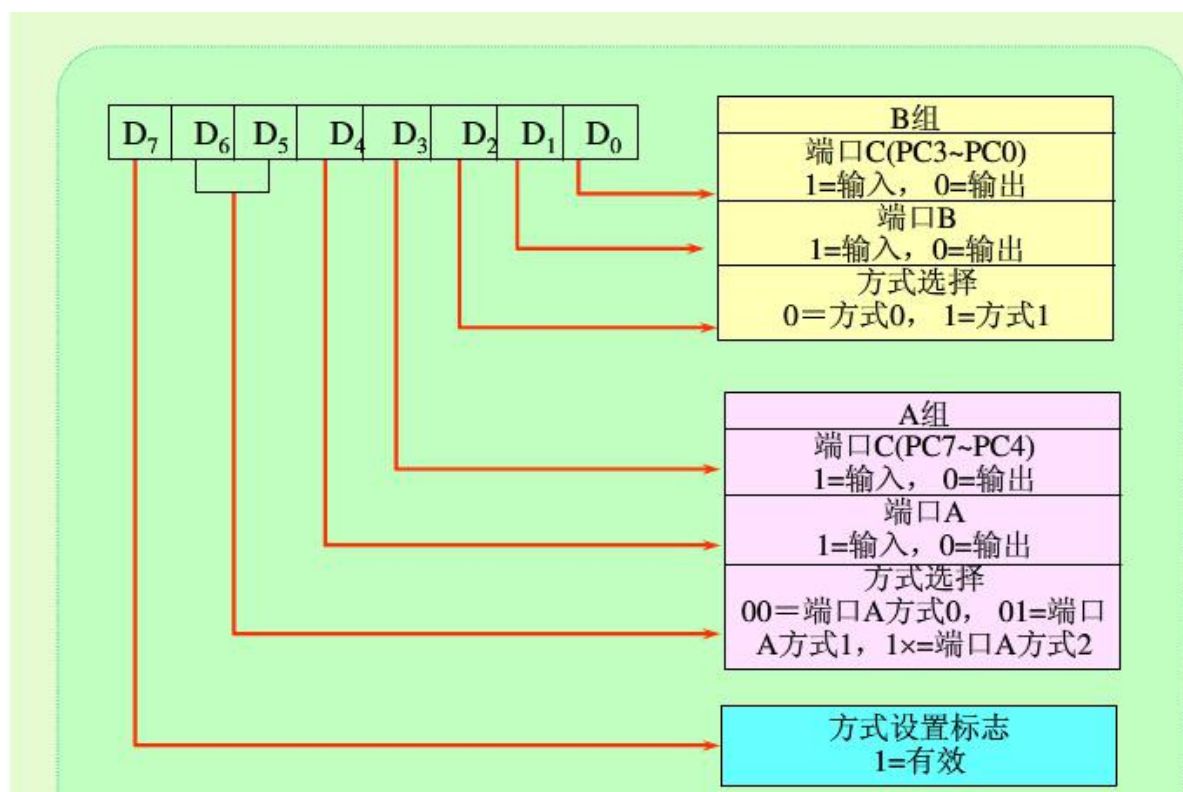 D7 D6 D5 D4 D3 D2 D1 D0
B组
端口C(PC3~PC0)
1=输入， 0=输出
端口B
1=输入，0=输出
方式选择
0＝方式0， 1=方式1
A组
端口C(PC7~PC4)
1=输入， 0=输出
端口A
1=输入，0=输出
方式选择
00＝端口A方式0， 01=端口
A方式1，1×=端口A方式2
方式设置标志
1=有效